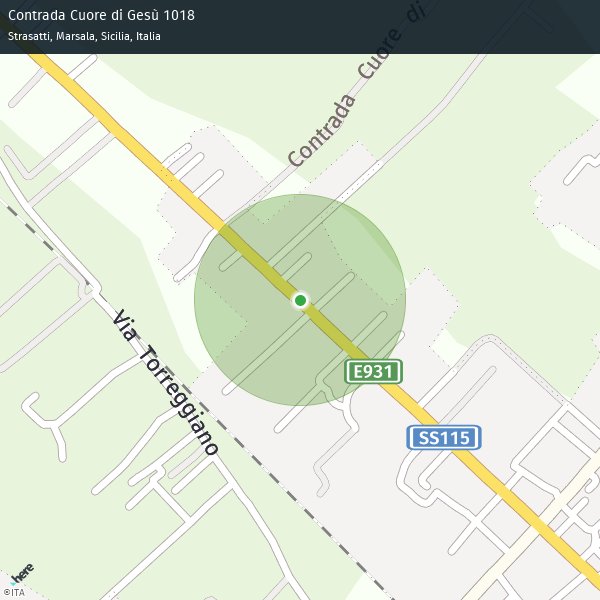 Contrada Cuore di Gesù 1018
Strasatti, Marsala, Sicilia, Italia
Contrada Cuore di
Via Torreggiano
E931
SS115
here
©ITA